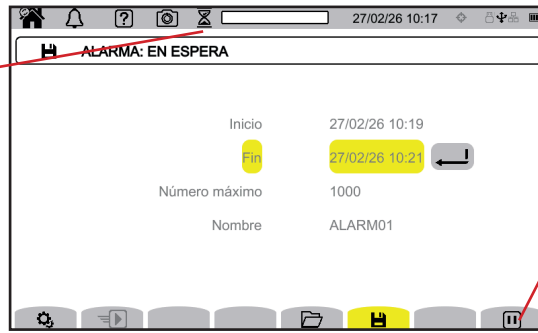 27/02/26 10:17
ALARMA: EN ESPERA
Inicio 27/02/26 10:19
Fin 27/02/26 10:21
Número máximo 1000
Nombre ALARM01